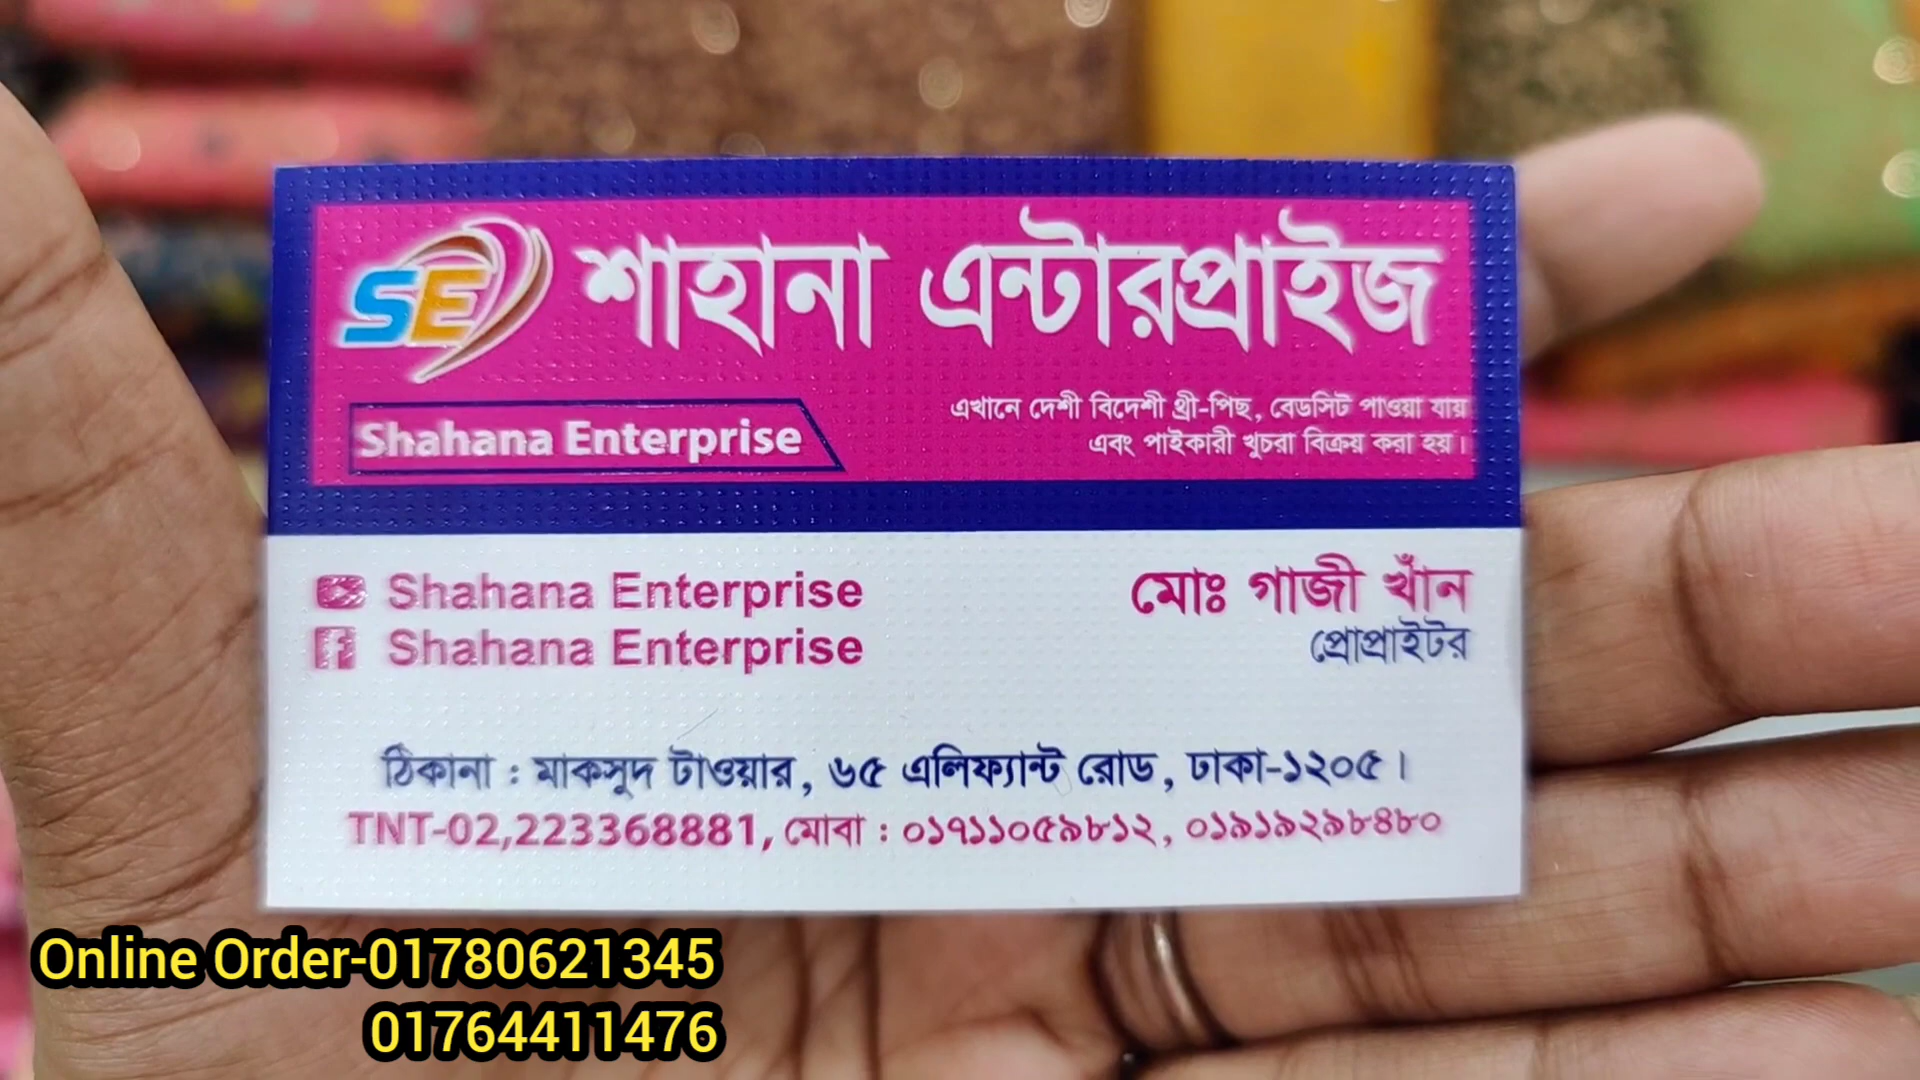 SE
শাহানা এন্টারপ্রাইজ
Shahana Enterprise
এখানে দেশী বিদেশী থ্রী-পিছ, বেডসিট পাওয়া যায়
এবং পাইকারী খুচরা বিক্রয় করা হয়।
Shahana Enterprise
Shahana Enterprise
মোঃ গাজী খাঁন
প্রোপ্রাইটর
ঠিকানা : মাকসুদ টাওয়ার, ৬৫ এলিফ্যান্ট রোড, ঢাকা-১২০৫।
TNT-02,223368881, মোবা : ০১৭১১০৫৯৮১২, ০১৯১৯২৯৮৪৮০
Online Order-01780621345
01764411476